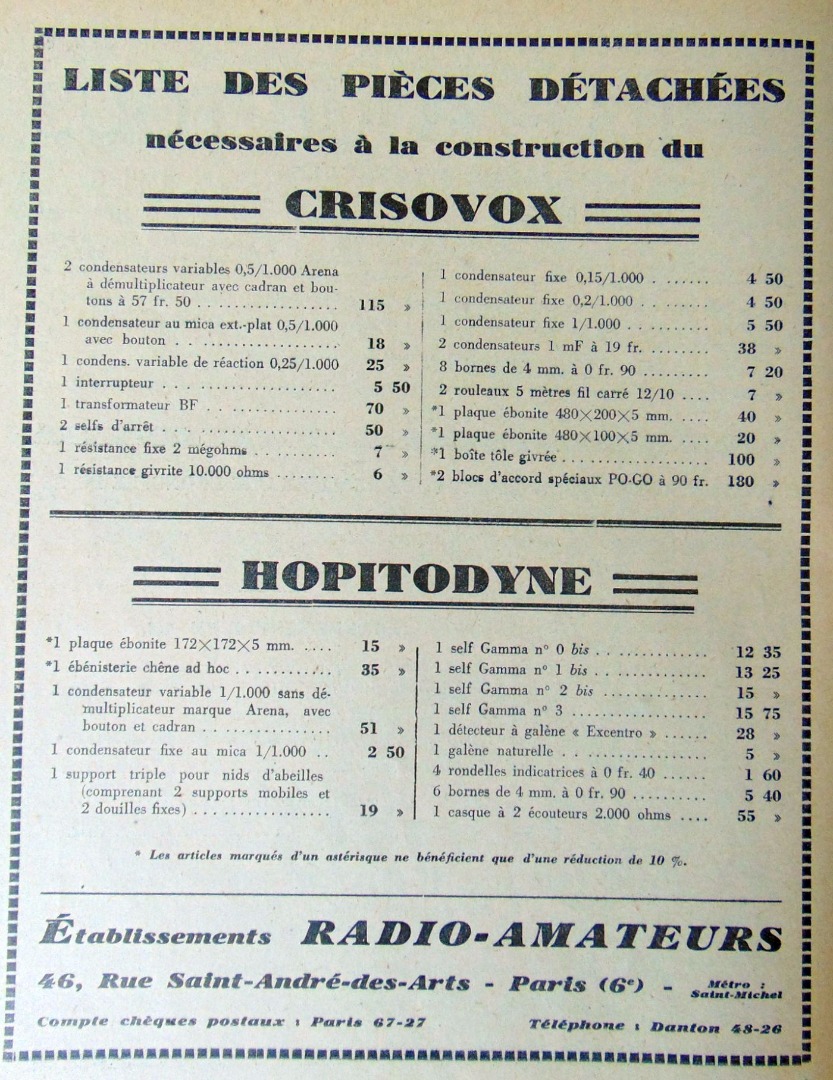 LISTE DES PIÈCES DÉTACHÉES
nécessaires à la construction du
CRISOVOX
2 condensateurs variables 0,5/1.000 Arena
à démultiplicateur avec cadran et bou-
tons à 57 fr. 50 . . . . . . . . . . . . . . . . 115 »
1 condensateur au mica ext.-plat 0,5/1.000
avec bouton . . . . . . . . . . . . . . . . . . 18 »
1 condens. variable de réaction 0,25/1.000 25 »
1 interrupteur . . . . . . . . . . . . . . . . . . . 5 50
1 transformateur BF . . . . . . . . . . . . . . . 70 »
2 selfs d'arrêt . . . . . . . . . . . . . . . . . . . 50 »
1 résistance fixe 2 mégohms . . . . . . . . . . 7 »
1 résistance givrite 10.000 ohms . . . . . . . . 6 »
1 condensateur fixe 0,15/1.000 . . . . . . . 4 50
1 condensateur fixe 0,2/1.000 . . . . . . . . 4 50
1 condensateur fixe 1/1.000 . . . . . . . . . . 5 50
2 condensateurs 1 mF à 19 fr. . . . . . . . . 38 »
8 bornes de 4 mm. à 0 fr. 90 . . . . . . . . . 7 20
2 rouleaux 5 mètres fil carré 12/10 . . . . 7 »
*1 plaque ébonite 480×200×5 mm. . . . . 40 »
*1 plaque ébonite 480×100×5 mm. . . . . 20 »
*1 boîte tôle givrée . . . . . . . . . . . . . . . . 100 »
*2 blocs d'accord spéciaux PO-GO à 90 fr. 180 »
HOPITODYNE
*1 plaque ébonite 172×172×5 mm. . . . . 15 »
*1 ébénisterie chêne ad hoc . . . . . . . . . . . 35 »
1 condensateur variable 1/1.000 sans dé-
multiplicateur marque Arena, avec
bouton et cadran . . . . . . . . . . . . . . . 51 »
1 condensateur fixe au mica 1/1.000 . . 2 50
1 support triple pour nids d'abeilles
(comprenant 2 supports mobiles et
2 douilles fixes) . . . . . . . . . . . . . . . . 19 »
1 self Gamma n° 0 bis . . . . . . . . . . . . . 12 35
1 self Gamma n° 1 bis . . . . . . . . . . . . . 13 25
1 self Gamma n° 2 bis . . . . . . . . . . . . . 15 »
1 self Gamma n° 3 . . . . . . . . . . . . . . . . 15 75
1 détecteur à galène « Excentro » . . . . . . 28 »
1 galène naturelle . . . . . . . . . . . . . . . . . 5 »
4 rondelles indicatrices à 0 fr. 40 . . . . . . 1 60
6 bornes de 4 mm. à 0 fr. 90 . . . . . . . . . . 5 40
1 casque à 2 écouteurs 2.000 ohms . . . . 55 »
* Les articles marqués d'un astérisque ne bénéficient que d'une réduction de 10 %.
Établissements RADIO-AMATEURS
46, Rue Saint-André-des-Arts - Paris (6e) - Métro : Saint-Michel
Compte chèques postaux : Paris 67-27 Téléphone : Danton 48-26